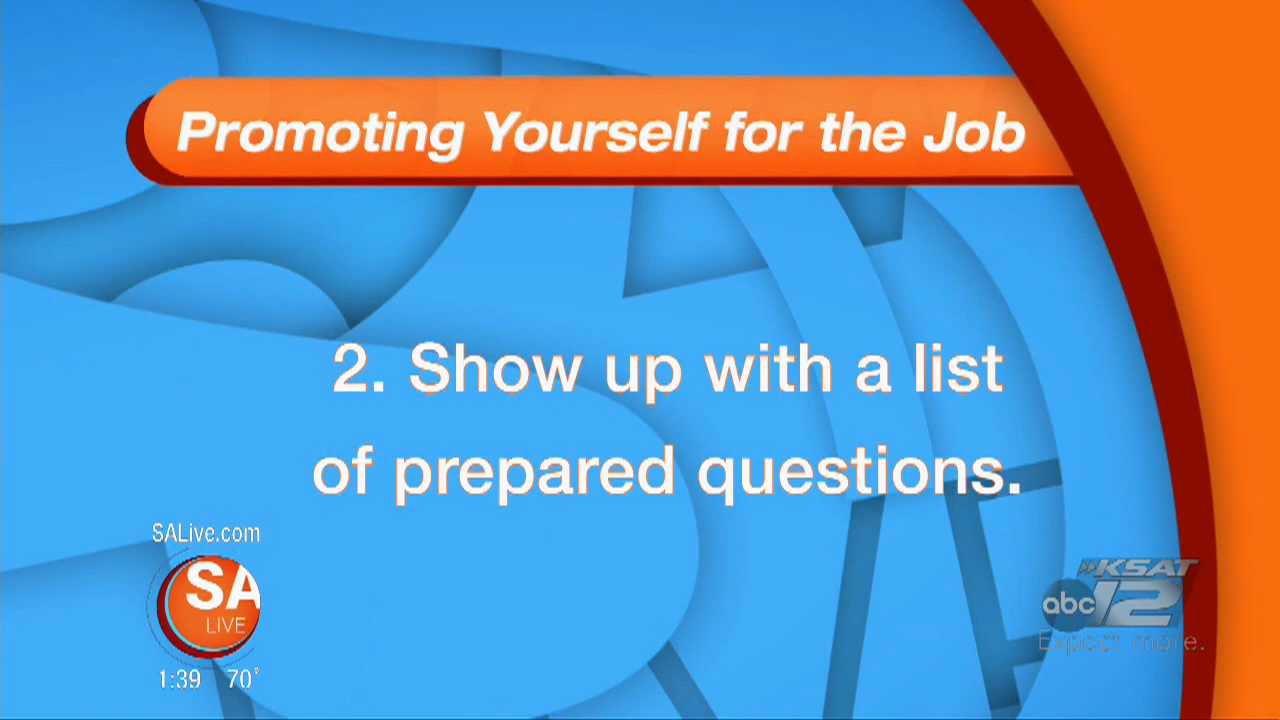 Promoting Yourself for the Job
2. Show up with a list
of prepared questions.
SALive.com
SA
LIVE
1:39 70°
KSAT
abc 12
Expect more.